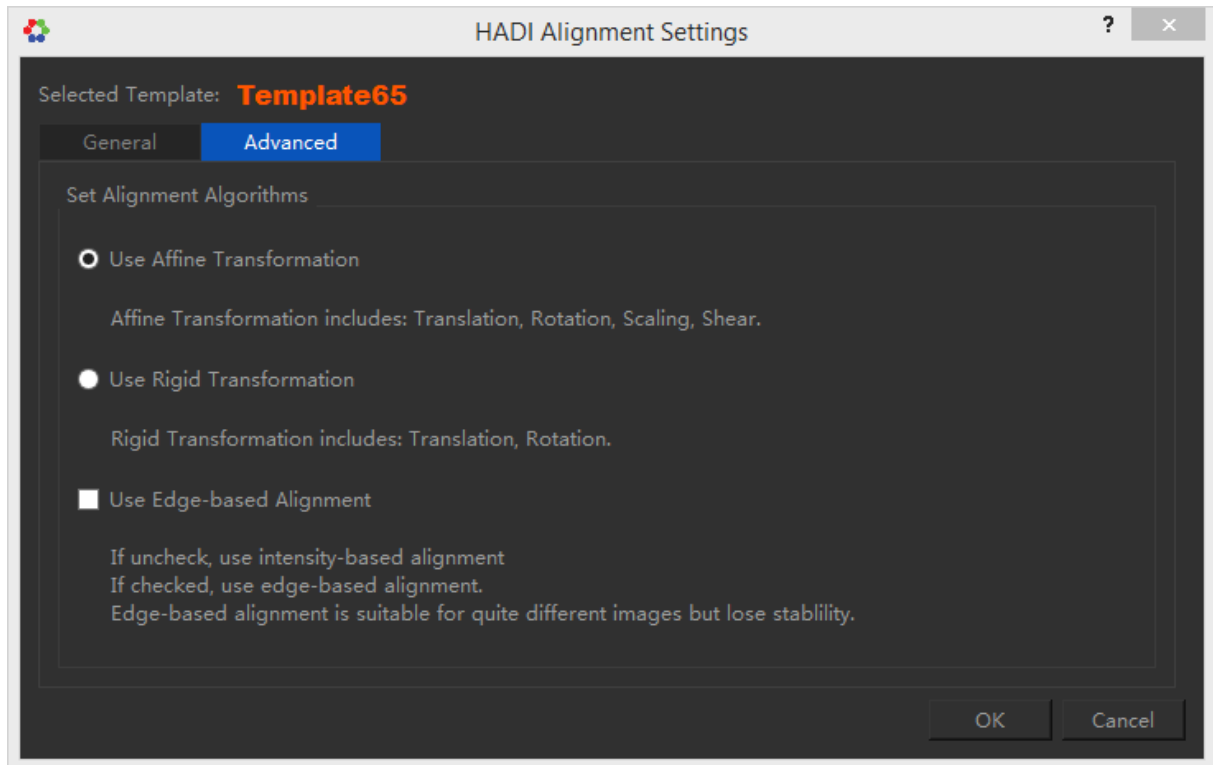 HADI Alignment Settings
?
×
Selected Template: Template65
General
Advanced
Set Alignment Algorithms
Use Affine Transformation
Affine Transformation includes: Translation, Rotation, Scaling, Shear.
Use Rigid Transformation
Rigid Transformation includes: Translation, Rotation.
Use Edge-based Alignment
If uncheck, use intensity-based alignment
If checked, use edge-based alignment.
Edge-based alignment is suitable for quite different images but lose stablility.
OK
Cancel